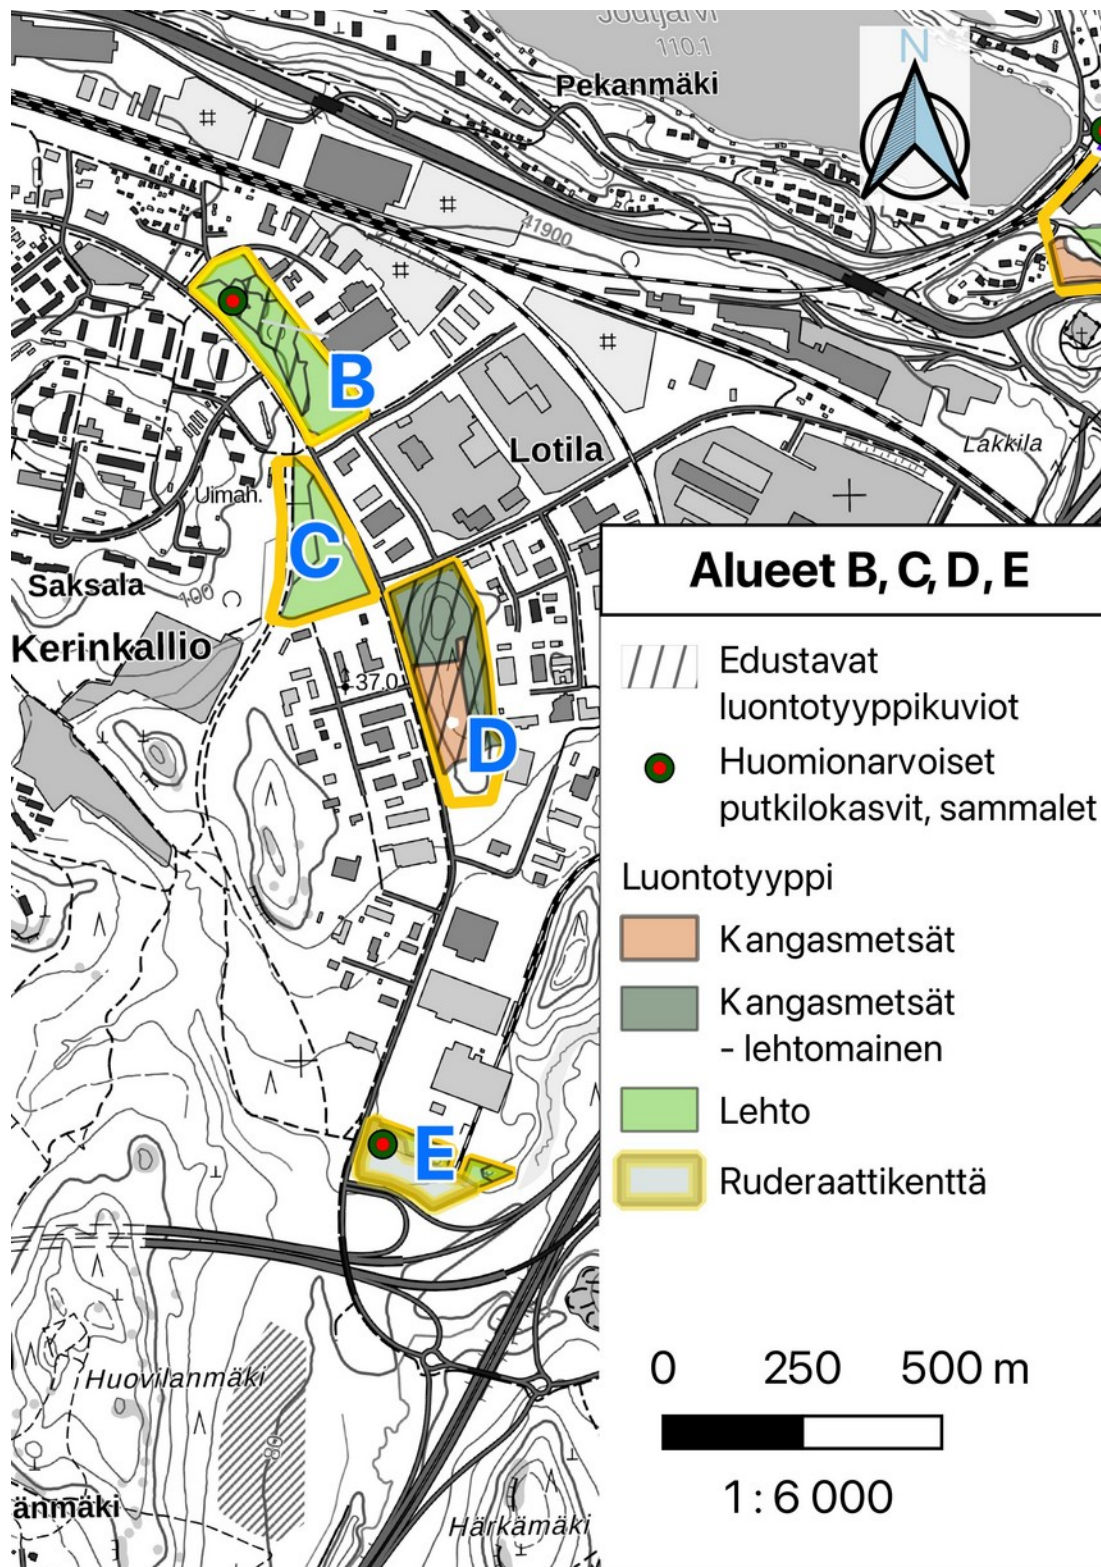 Joutjärvi
110.1
N
Pekanmäki
41900
B
Lotila
Lakkila
Uimah.
C
Saksala
100
Kerinkallio
37.0
D
E
Huovilanmäki
80
änmäki
Härkämäki
Alueet B, C, D, E
Edustavat
luontotyyppikuviot
Huomionarvoiset
putkilokasvit, sammalet
Luontotyyppi
Kangasmetsät
Kangasmetsät
- lehtomainen
Lehto
Ruderaattikenttä
0 250 500 m
1 : 6 000